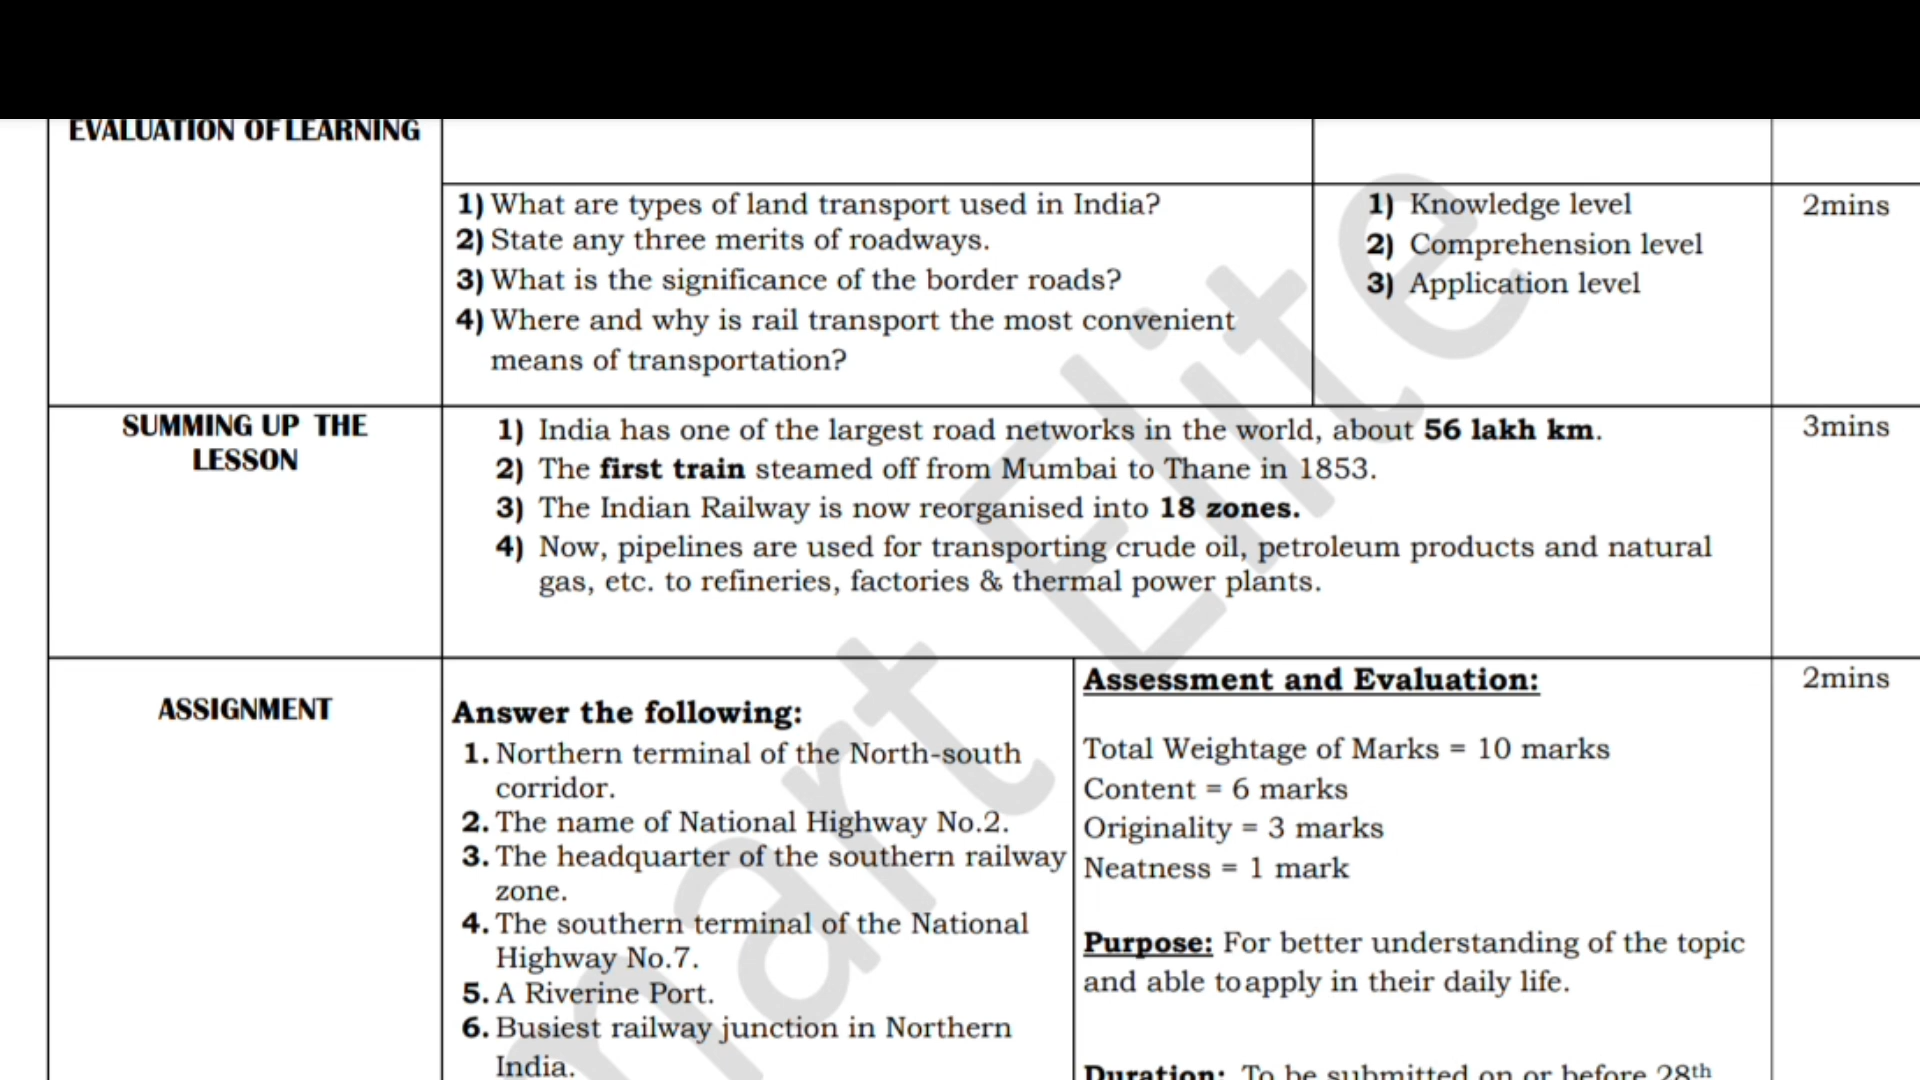 EVALUATION OF LEARNING
1) What are types of land transport used in India?
2) State any three merits of roadways.
3) What is the significance of the border roads?
4) Where and why is rail transport the most convenient
means of transportation?
1) Knowledge level
2) Comprehension level
3) Application level
2mins
SUMMING UP THE
LESSON
1) India has one of the largest road networks in the world, about 56 lakh km.
2) The first train steamed off from Mumbai to Thane in 1853.
3) The Indian Railway is now reorganised into 18 zones.
4) Now, pipelines are used for transporting crude oil, petroleum products and natural
gas, etc. to refineries, factories & thermal power plants.
3mins
ASSIGNMENT
Answer the following:
1. Northern terminal of the North-south
corridor.
2. The name of National Highway No.2.
3. The headquarter of the southern railway
zone.
4. The southern terminal of the National
Highway No.7.
5. A Riverine Port.
6. Busiest railway junction in Northern
India.
Assessment and Evaluation:
Total Weightage of Marks = 10 marks
Content = 6 marks
Originality = 3 marks
Neatness = 1 mark
Purpose: For better understanding of the topic
and able to apply in their daily life.
Duration: To be submitted on or before 28th
2mins
mart Elite